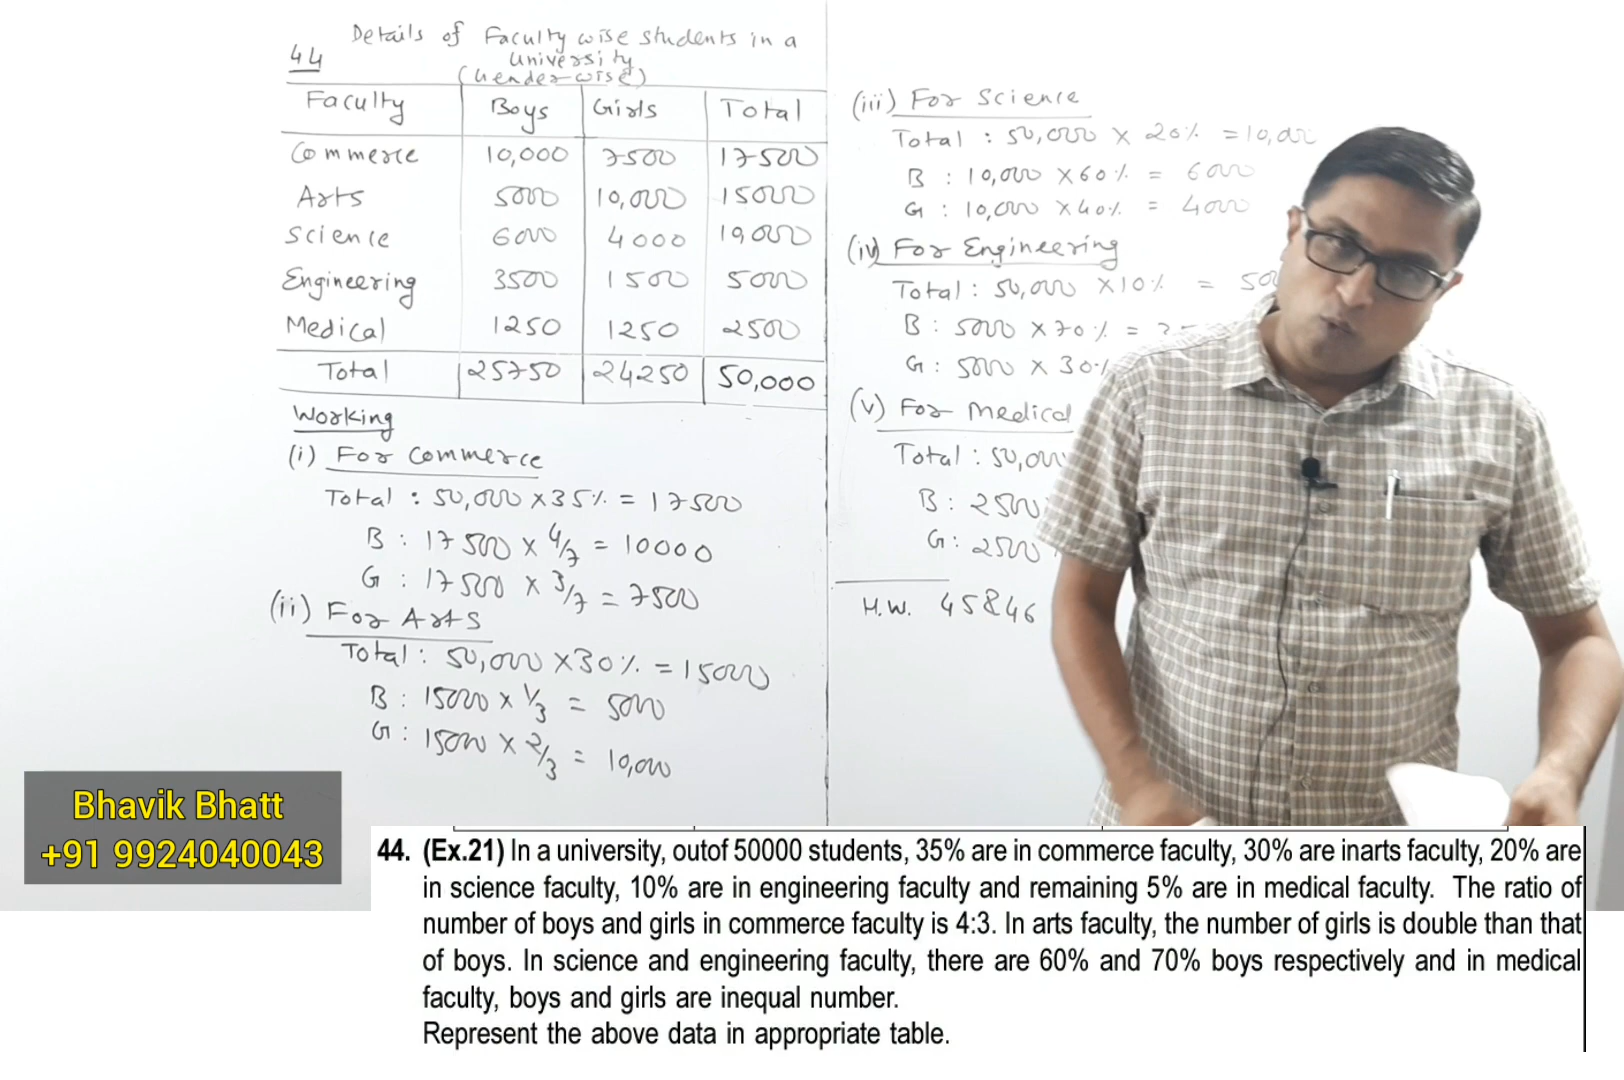 44
Details of Faculty wise students in a
University
(Gender wise)
Faculty Boys Girls Total
Commerce 10,000 7500 17500
Arts 5000 10,000 15000
Science 6000 4000 10,000
Engineering 3500 1500 5000
Medical 1250 1250 2500
Total 25750 24250 50,000
Working
(i) For Commerce
Total : 50,000 x 35% = 17500
B : 17500 x 4/7 = 10000
G : 17500 x 3/7 = 7500
(ii) For Arts
Total : 50,000 x 30% = 15000
B : 15000 x 1/3 = 5000
G : 15000 x 2/3 = 10,000
(iii) For Science
Total : 50,000 x 20% = 10,00
B : 10,000 x 60% = 6000
G : 10,000 x 40% = 4000
(iv) For Engineering
Total : 50,000 x 10% = 500
B : 5000 x 70% =
G : 5000 x 30%
(v) For Medical
Total : 50,000
B : 2500
G : 2500
H.W. 45 & 46
Bhavik Bhatt
+91 9924040043
44. (Ex.21) In a university, outof 50000 students, 35% are in commerce faculty, 30% are inarts faculty, 20% are
in science faculty, 10% are in engineering faculty and remaining 5% are in medical faculty. The ratio of
number of boys and girls in commerce faculty is 4:3. In arts faculty, the number of girls is double than that
of boys. In science and engineering faculty, there are 60% and 70% boys respectively and in medical
faculty, boys and girls are inequal number.
Represent the above data in appropriate table.